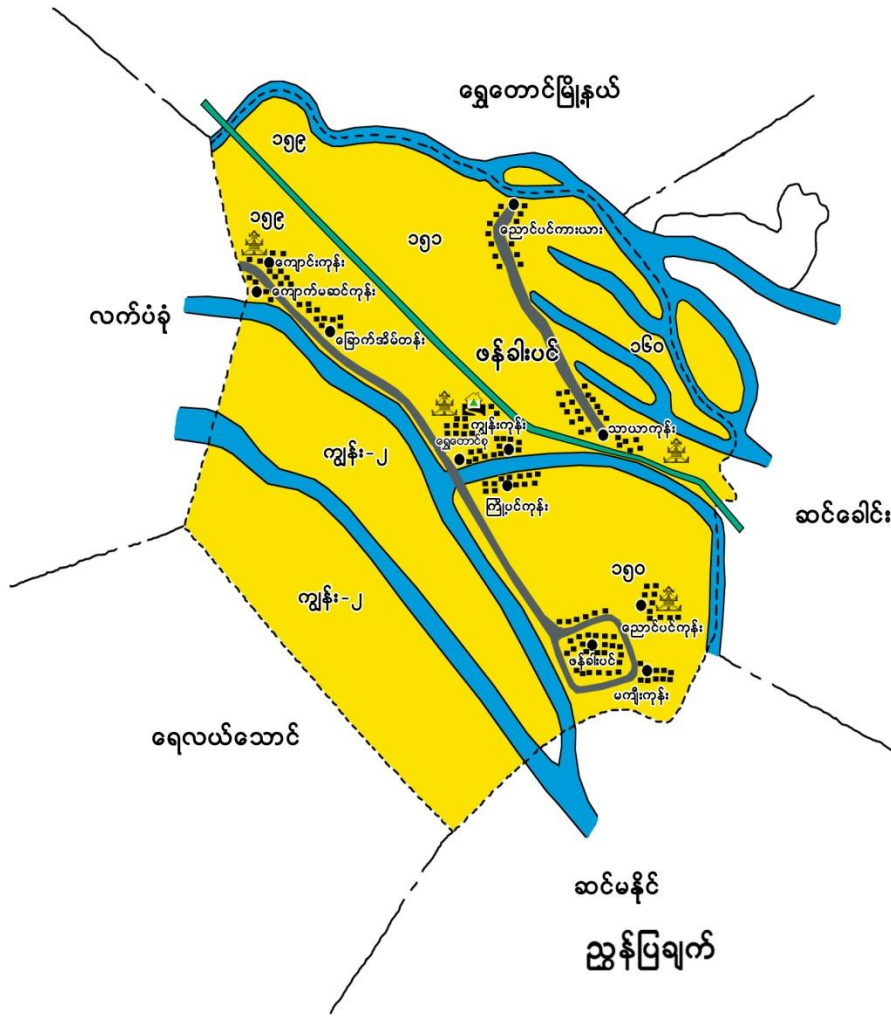 ရွှေတောင်မြို့နယ်
၁၅၉
၁၅၉
၁၅၁
ညောင်ပင်ကားယား
ကျောင်းကုန်း
ကျောက်မဆင်ကုန်း
လက်ပံခုံ
ခြောက်အိမ်တန်း
ဖန်ခါးပင်
၁၆၀
ကျွန်းကုန်း
သာယာကုန်း
ရွှေတောင်စု
ကျွန်း-၂
ကြို့ပင်ကုန်း
ဆင်ခေါင်း
၁၅၀
ကျွန်း-၂
ညောင်ပင်ကုန်း
ဖန်ခါးပင်
မကျီးကုန်း
ရေလယ်သောင်
ဆင်မနိုင်
ညွှန်ပြချက်